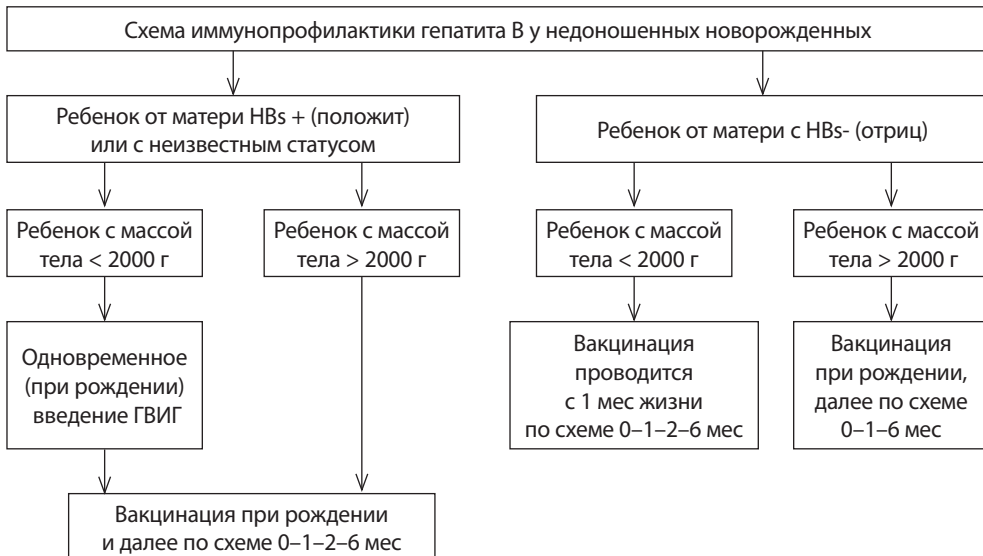 Схема иммунопрофилактики гепатита В у недоношенных новорожденных
Ребенок от матери HBs + (положит)
или с неизвестным статусом
Ребенок от матери с HBs- (отриц)
Ребенок с массой
тела < 2000 г
Ребенок с массой
тела > 2000 г
Ребенок с массой
тела < 2000 г
Ребенок с массой
тела > 2000 г
Одновременное
(при рождении)
введение ГВИГ
Вакцинация
проводится
с 1 мес жизни
по схеме 0–1–2–6 мес
Вакцинация
при рождении,
далее по схеме
0–1–6 мес
Вакцинация при рождении
и далее по схеме 0–1–2–6 мес